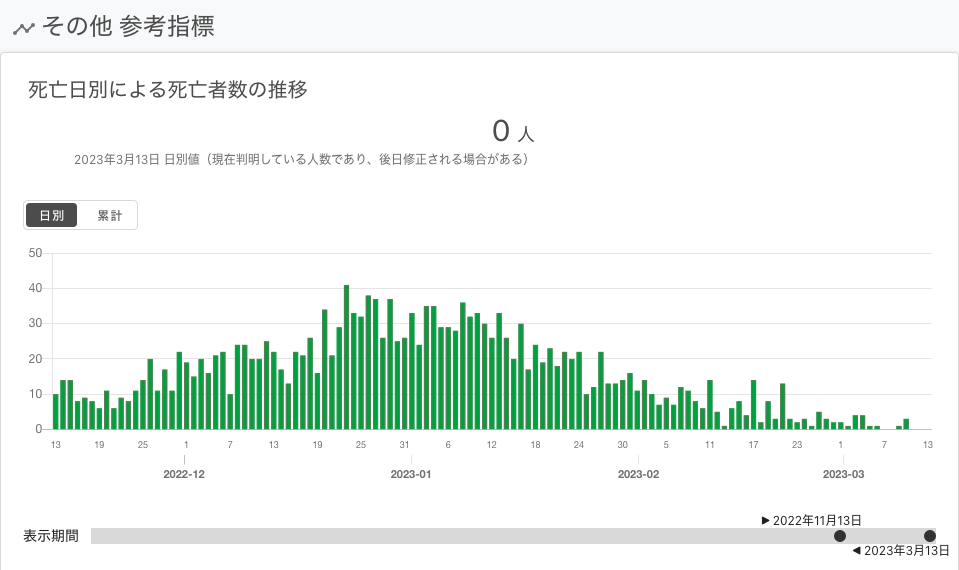 その他 参考指標
死亡日別による死亡者数の推移
0 人
2023年3月13日 日別値（現在判明している人数であり、後日修正される場合がある）
日別 累計
50
40
30
20
10
0
13 19 25 1 7 13 19 25 31 6 12 18 24 30 5 11 17 23 1 7 13
2022-12 2023-01 2023-02 2023-03
▶ 2022年11月13日
表示期間
◀ 2023年3月13日